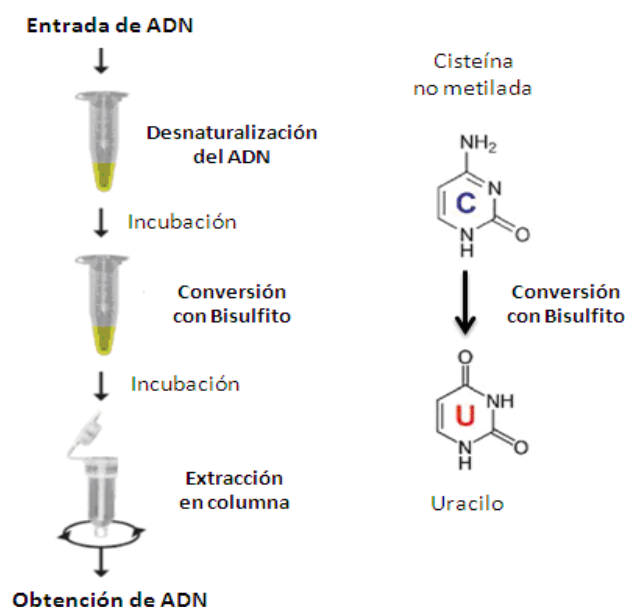 Entrada de ADN
Desnaturalización
del ADN
Incubación
Conversión
con Bisulfito
Incubación
Extracción
en columna
Obtención de ADN
Cisteína
no metilada
NH₂
N
C
N
H
O
Conversión
con Bisulfito
O
NH
U
N
H
O
Uracilo